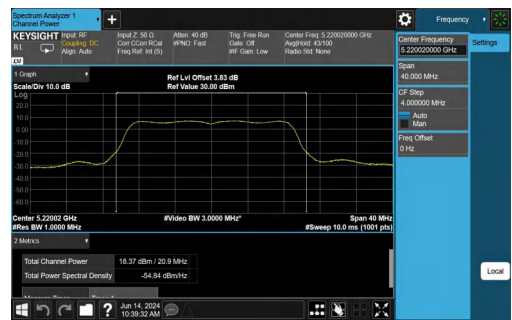 Spectrum Analyzer 1
Channel Power
Frequency
KEYSIGHT
RL
Input: RF
Coupling: DC
Align: Auto
Input Z: 50 Ω
Corr CCorr RCal
Freq Ref: Int (S)
Atten: 40 dB
#PNO: Fast
Trig: Free Run
Gate: Off
#IF Gain: Low
Center Freq: 5.220020000 GHz
Avg|Hold: 43/100
Radio Std: None
Center Frequency
5.220020000 GHz
Settings
Span
40.000 MHz
CF Step
4.000000 MHz
Auto
Man
Freq Offset
0 Hz
1 Graph
Scale/Div 10.0 dB
Ref Lvl Offset 3.83 dB
Ref Value 30.00 dBm
Log
20.0
10.0
0.00
-10.0
-20.0
-30.0
-40.0
-50.0
-60.0
Center 5.22002 GHz
#Res BW 1.0000 MHz
#Video BW 3.0000 MHz*
Span 40 MHz
#Sweep 10.0 ms (1001 pts)
2 Metrics
Total Channel Power
18.37 dBm / 20.9 MHz
Total Power Spectral Density
-54.84 dBm/Hz
Local
Jun 14, 2024
10:39:32 AM